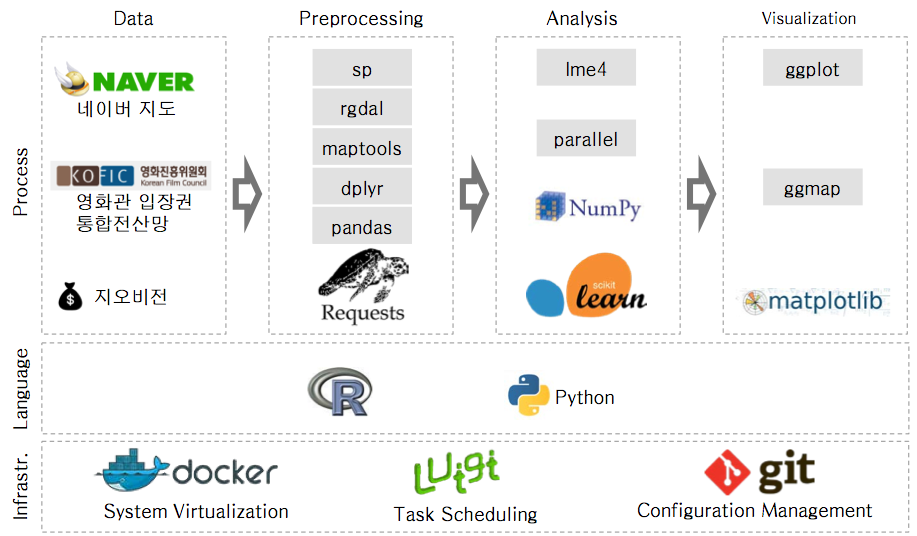 Data
Preprocessing
Analysis
Visualization
Process
NAVER
네이버 지도
KOFIC 영화진흥위원회
Korean Film Council
영화관 입장권
통합전산망
$ 지오비전
sp
rgdal
maptools
dplyr
pandas
Requests
lme4
parallel
NumPy
scikit
learn
ggplot
ggmap
matplotlib
Language
R
Python
Infrastr.
docker
System Virtualization
Luigi
Task Scheduling
git
Configuration Management